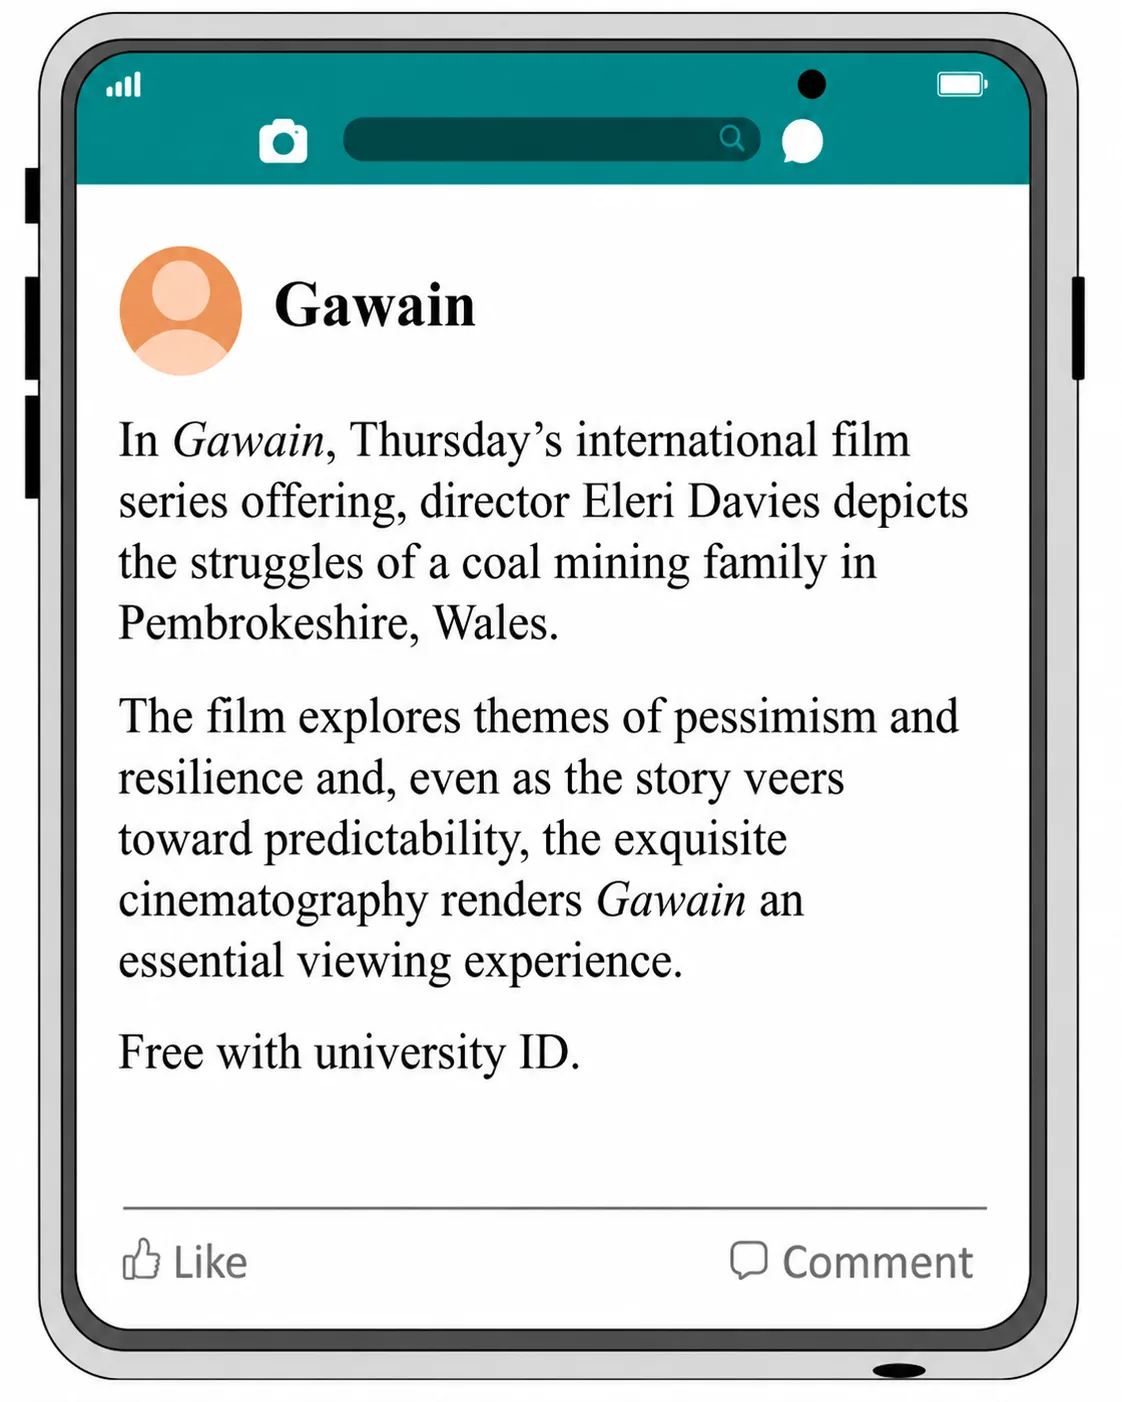 Gawain
In Gawain, Thursday’s international film
series offering, director Eleri Davies depicts
the struggles of a coal mining family in
Pembrokeshire, Wales.
The film explores themes of pessimism and
resilience and, even as the story veers
toward predictability, the exquisite
cinematography renders Gawain an
essential viewing experience.
Free with university ID.
Like
Comment